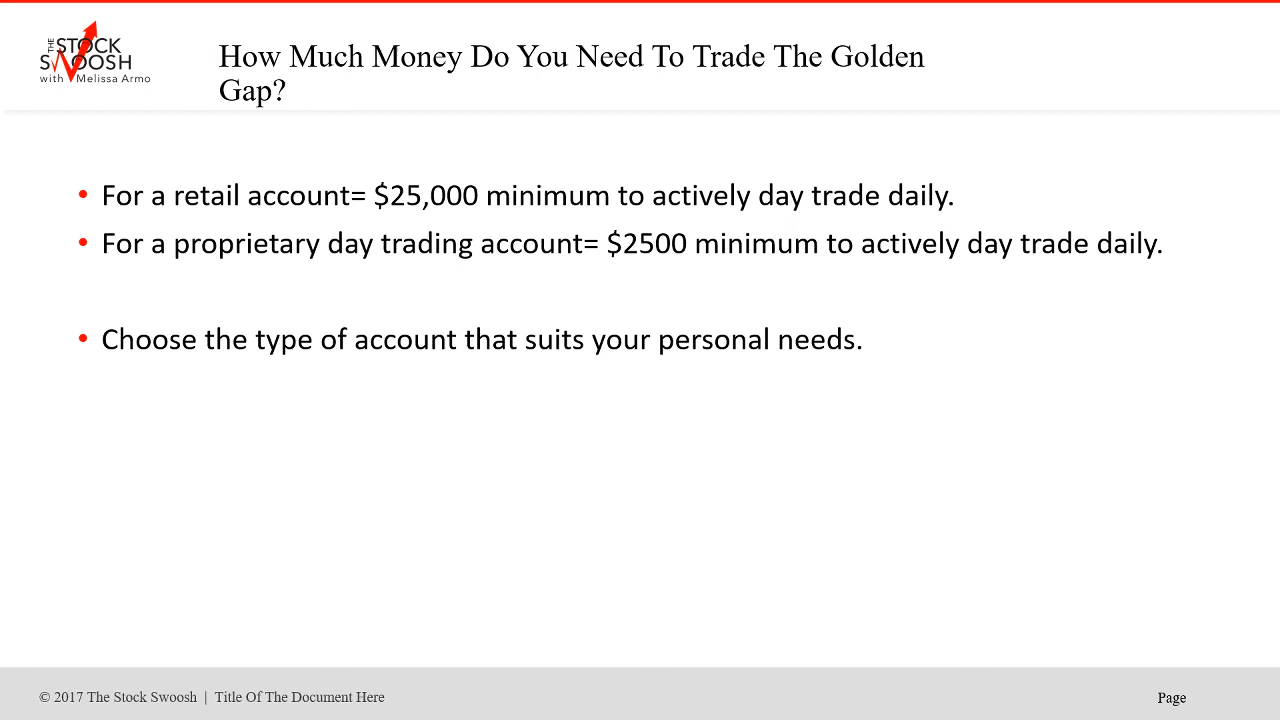 THE STOCK
SWOOSH
with Melissa Armo
How Much Money Do You Need To Trade The Golden
Gap?
• For a retail account= $25,000 minimum to actively day trade daily.
• For a proprietary day trading account= $2500 minimum to actively day trade daily.
• Choose the type of account that suits your personal needs.
© 2017 The Stock Swoosh | Title Of The Document Here
Page